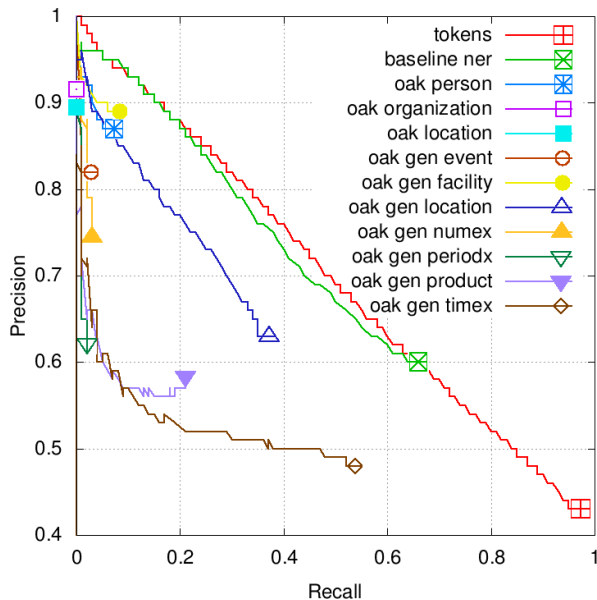 1
tokens
baseline ner
oak person
0.9
oak organization
oak location
oak gen event
0.8
oak gen facility
oak gen location
oak gen numex
0.7
oak gen periodx
oak gen product
oak gen timex
0.6
0.5
0.4
0 0.2 0.4 0.6 0.8 1
Precision
Recall